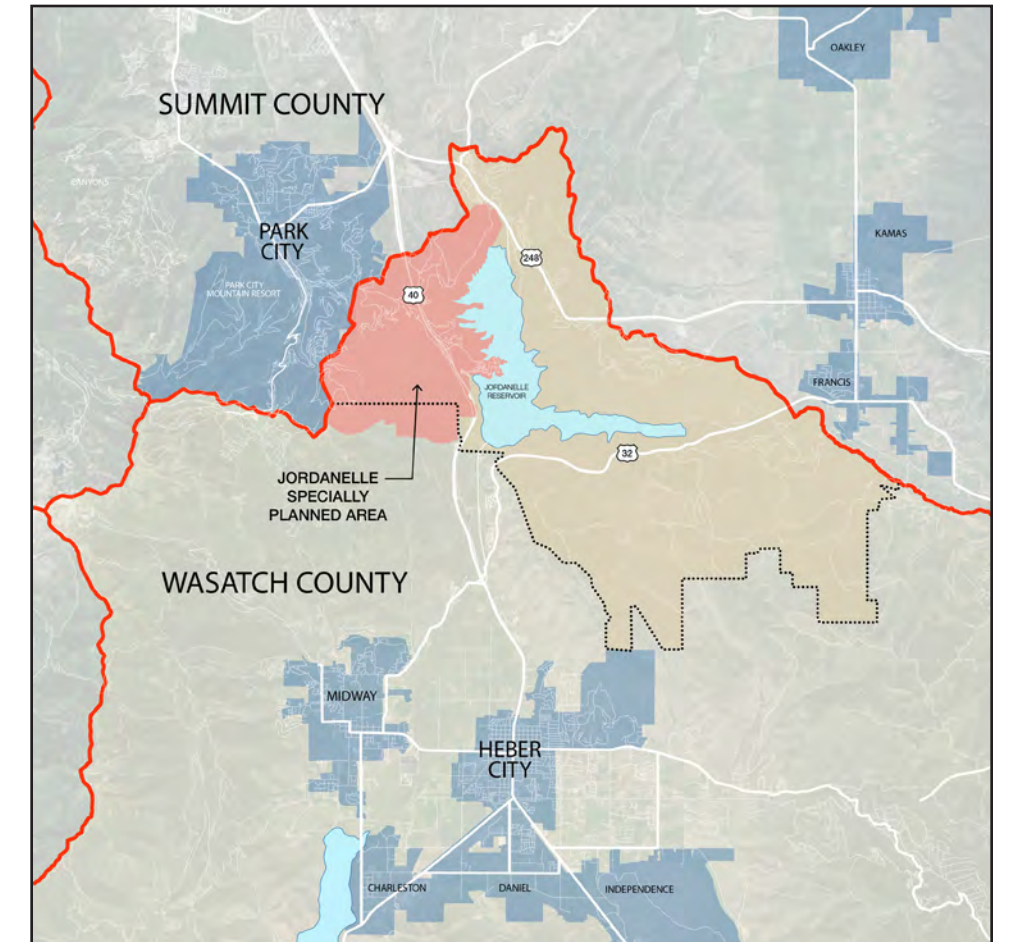 OAKLEY
SUMMIT COUNTY
CANYONS
PARK
CITY
KAMAS
248
PARK CITY
MOUNTAIN RESORT
40
JORDANELLE
RESERVOIR
FRANCIS
32
JORDANELLE
SPECIALLY
PLANNED AREA
WASATCH COUNTY
MIDWAY
HEBER
CITY
CHARLESTON
DANIEL
INDEPENDENCE